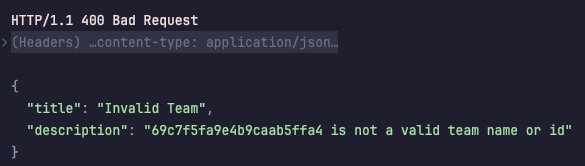 HTTP/1.1 400 Bad Request
(Headers) …content-type: application/json…
{
"title": "Invalid Team",
"description": "69c7f5fa9e4b9caab5ffa4 is not a valid team name or id"
}